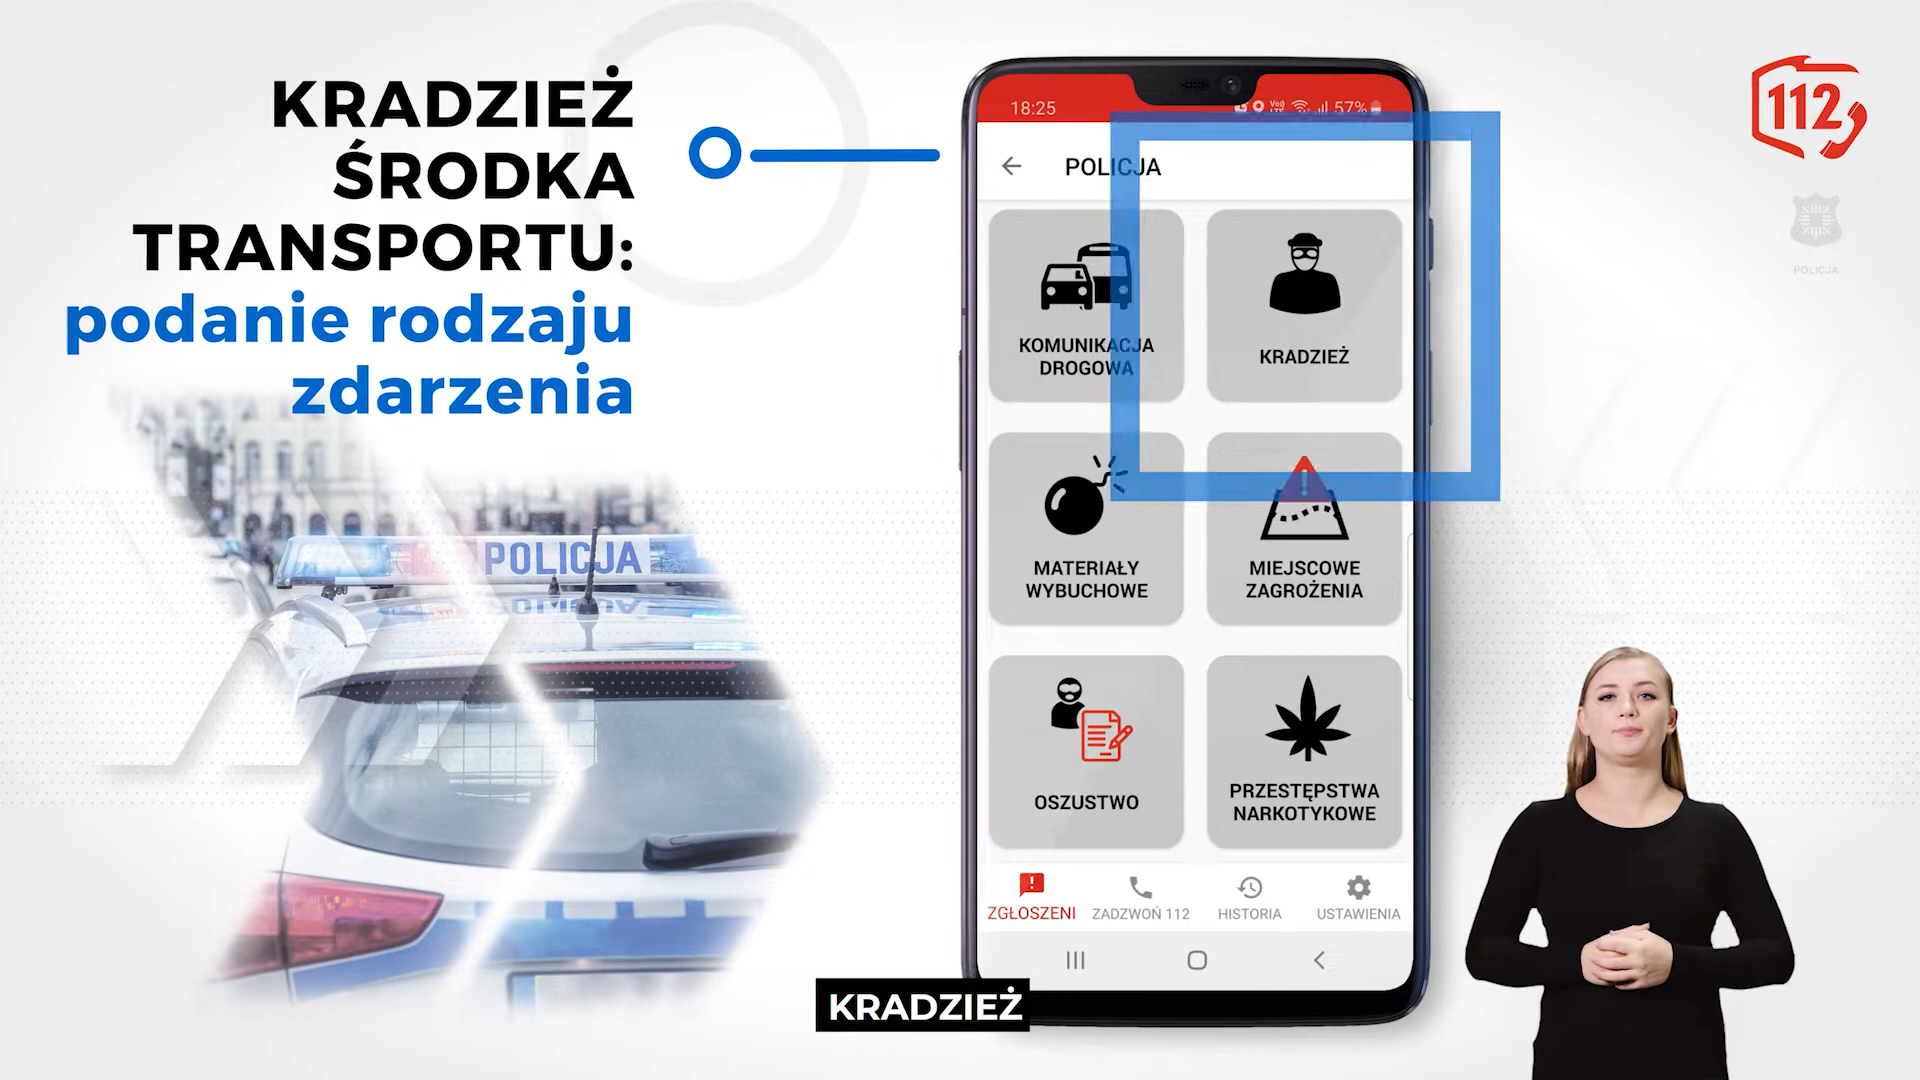 KRADZIEŻ
ŚRODKA
TRANSPORTU:
podanie rodzaju
zdarzenia
POLICJA
18:25
57%
POLICJA
KOMUNIKACJA
DROGOWA
KRADZIEŻ
MATERIAŁY
WYBUCHOWE
MIEJSCOWE
ZAGROŻENIA
OSZUSTWO
PRZESTĘPSTWA
NARKOTYKOWE
ZGŁOSZENI
ZADZWOŃ 112
HISTORIA
USTAWIENIA
KRADZIEŻ
112
POLICJA